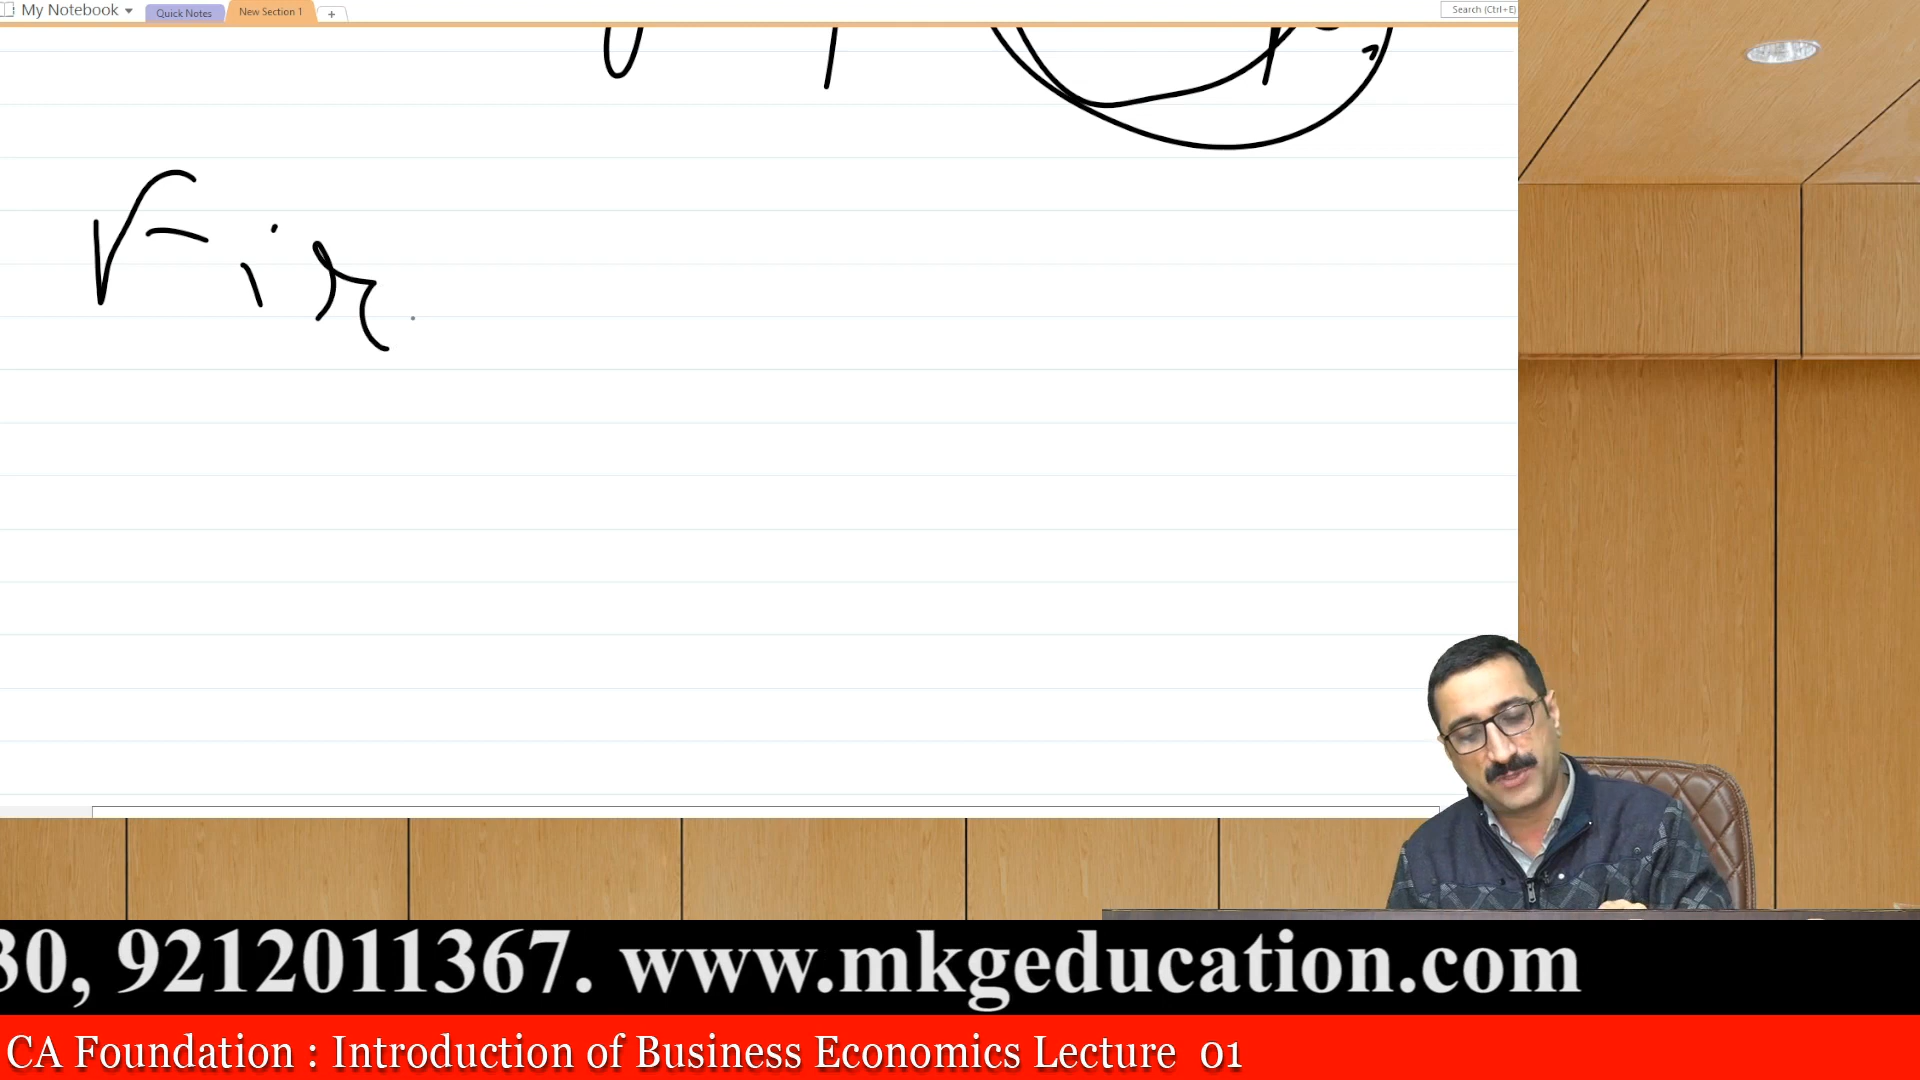 My Notebook
Quick Notes
New Section 1
+
Search (Ctrl+E)
Fir
30, 9212011367. www.mkgeducation.com
CA Foundation : Introduction of Business Economics Lecture 01